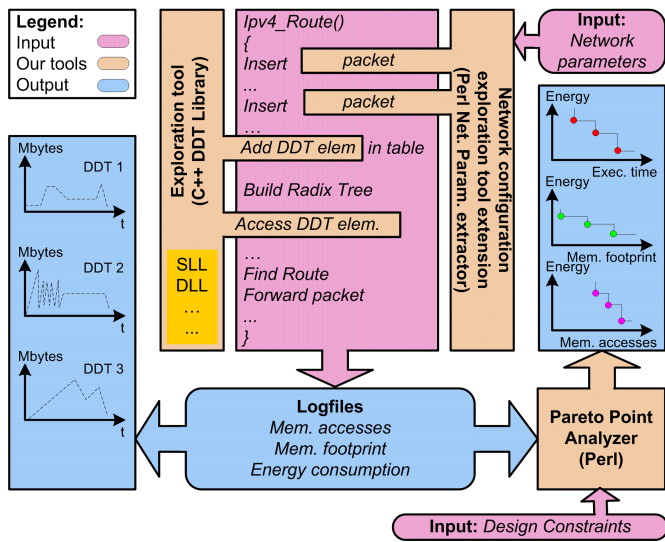 Legend:
Input
Our tools
Output
Mbytes
DDT 1
t
Mbytes
DDT 2
t
Mbytes
DDT 3
t
Exploration tool
(C++ DDT Library)
SLL
DLL
...
...
Ipv4_Route()
{
Insert packet
...
Insert packet
...
Add DDT elem in table
Build Radix Tree
Access DDT elem.
...
Find Route
Forward packet
...
}
Network configuration
exploration tool extension
(Perl Net. Param. extractor)
Input:
Network
parameters
Energy
Exec. time
Energy
Mem. footprint
Energy
Mem. accesses
Logfiles
Mem. accesses
Mem. footprint
Energy consumption
Pareto Point
Analyzer
(Perl)
Input: Design Constraints